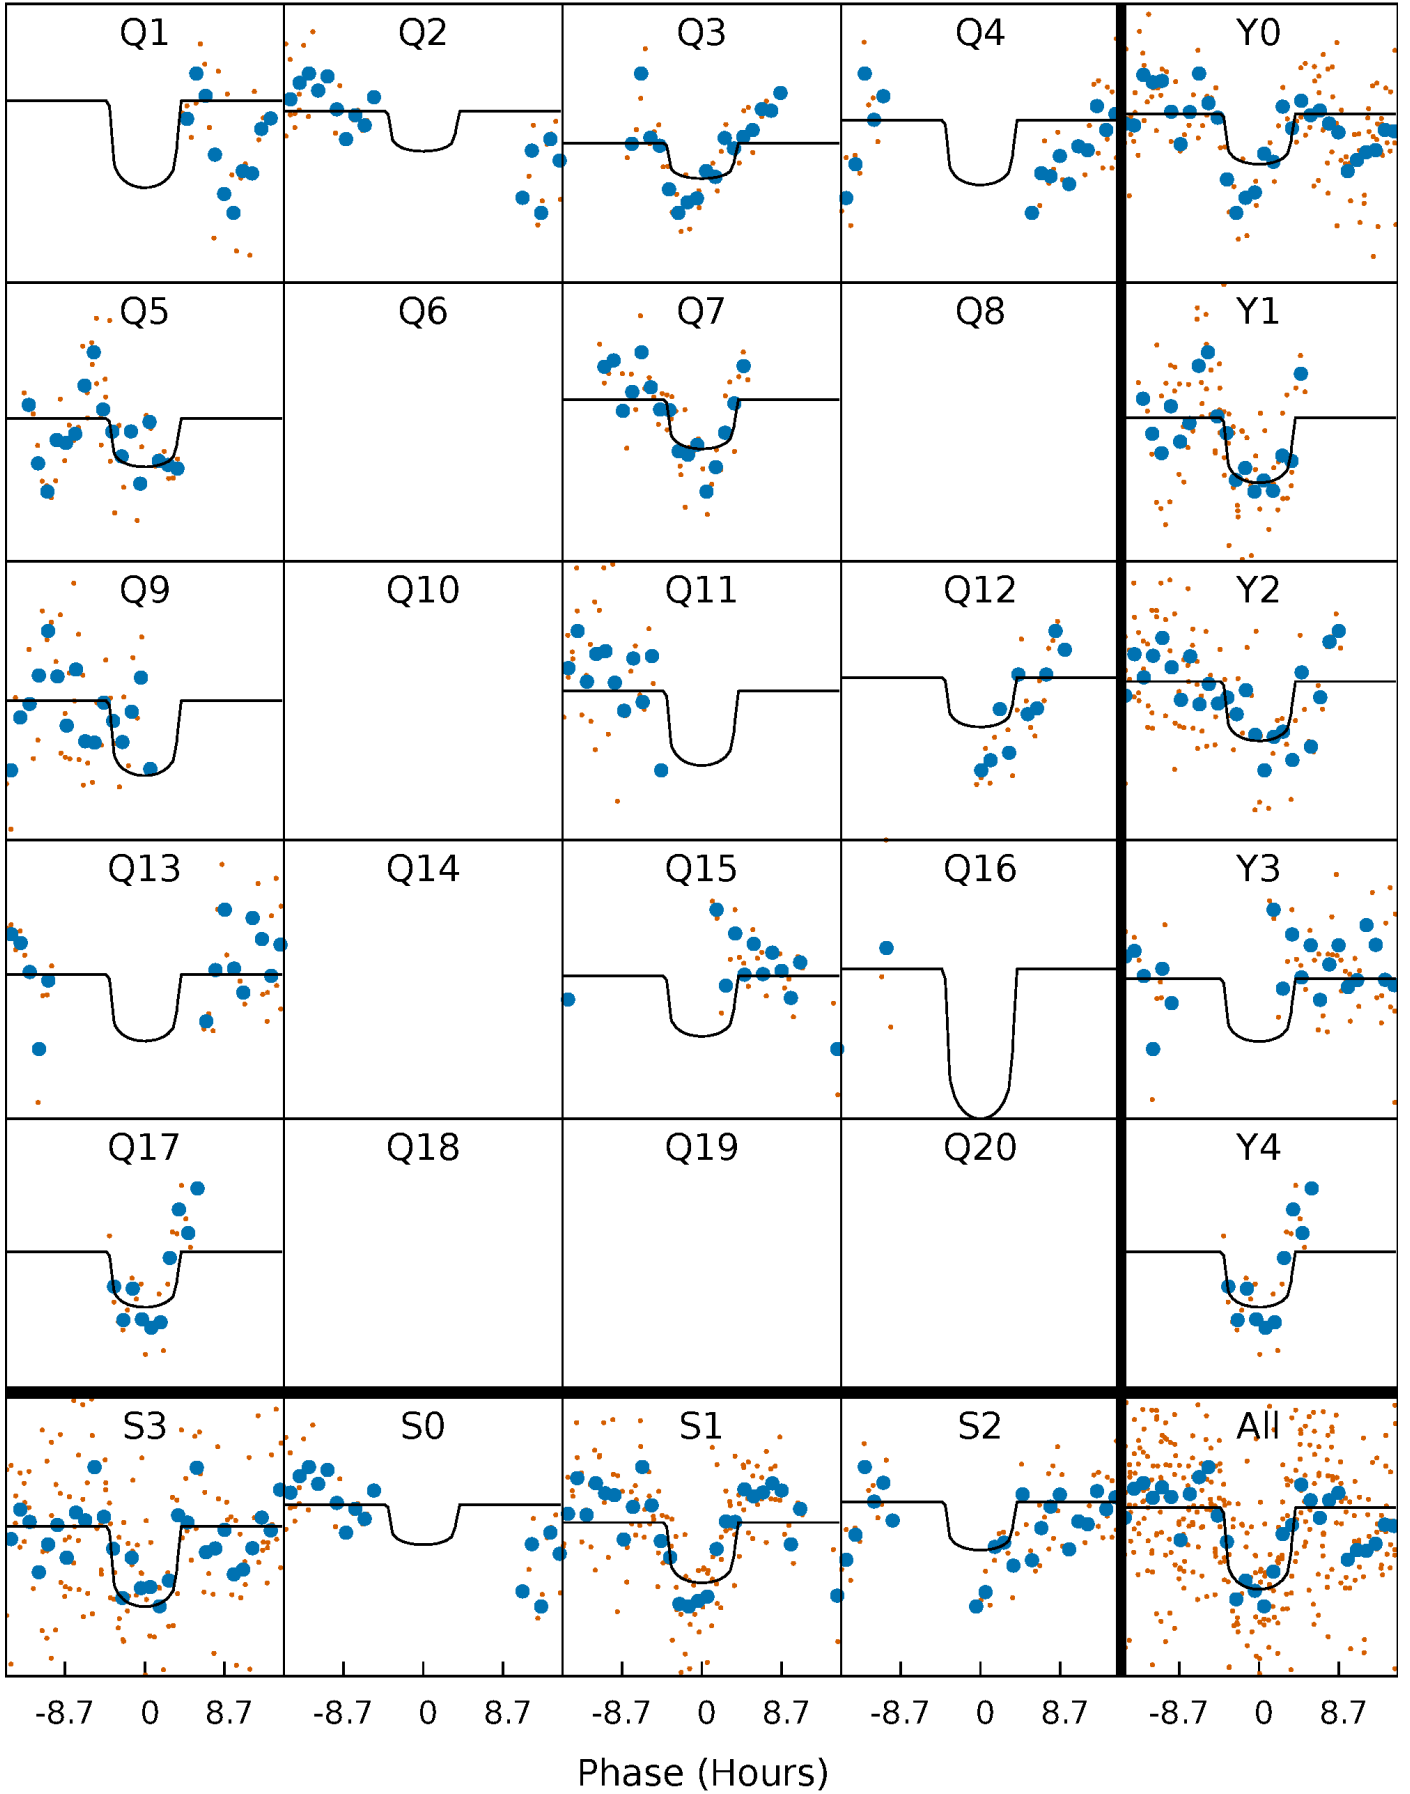 Q1 Q2 Q3 Q4 Y0
Q5 Q6 Q7 Q8 Y1
Q9 Q10 Q11 Q12 Y2
Q13 Q14 Q15 Q16 Y3
Q17 Q18 Q19 Q20 Y4
S3 S0 S1 S2 All
-8.7 0 8.7 -8.7 0 8.7 -8.7 0 8.7 -8.7 0 8.7 -8.7 0 8.7
Phase (Hours)